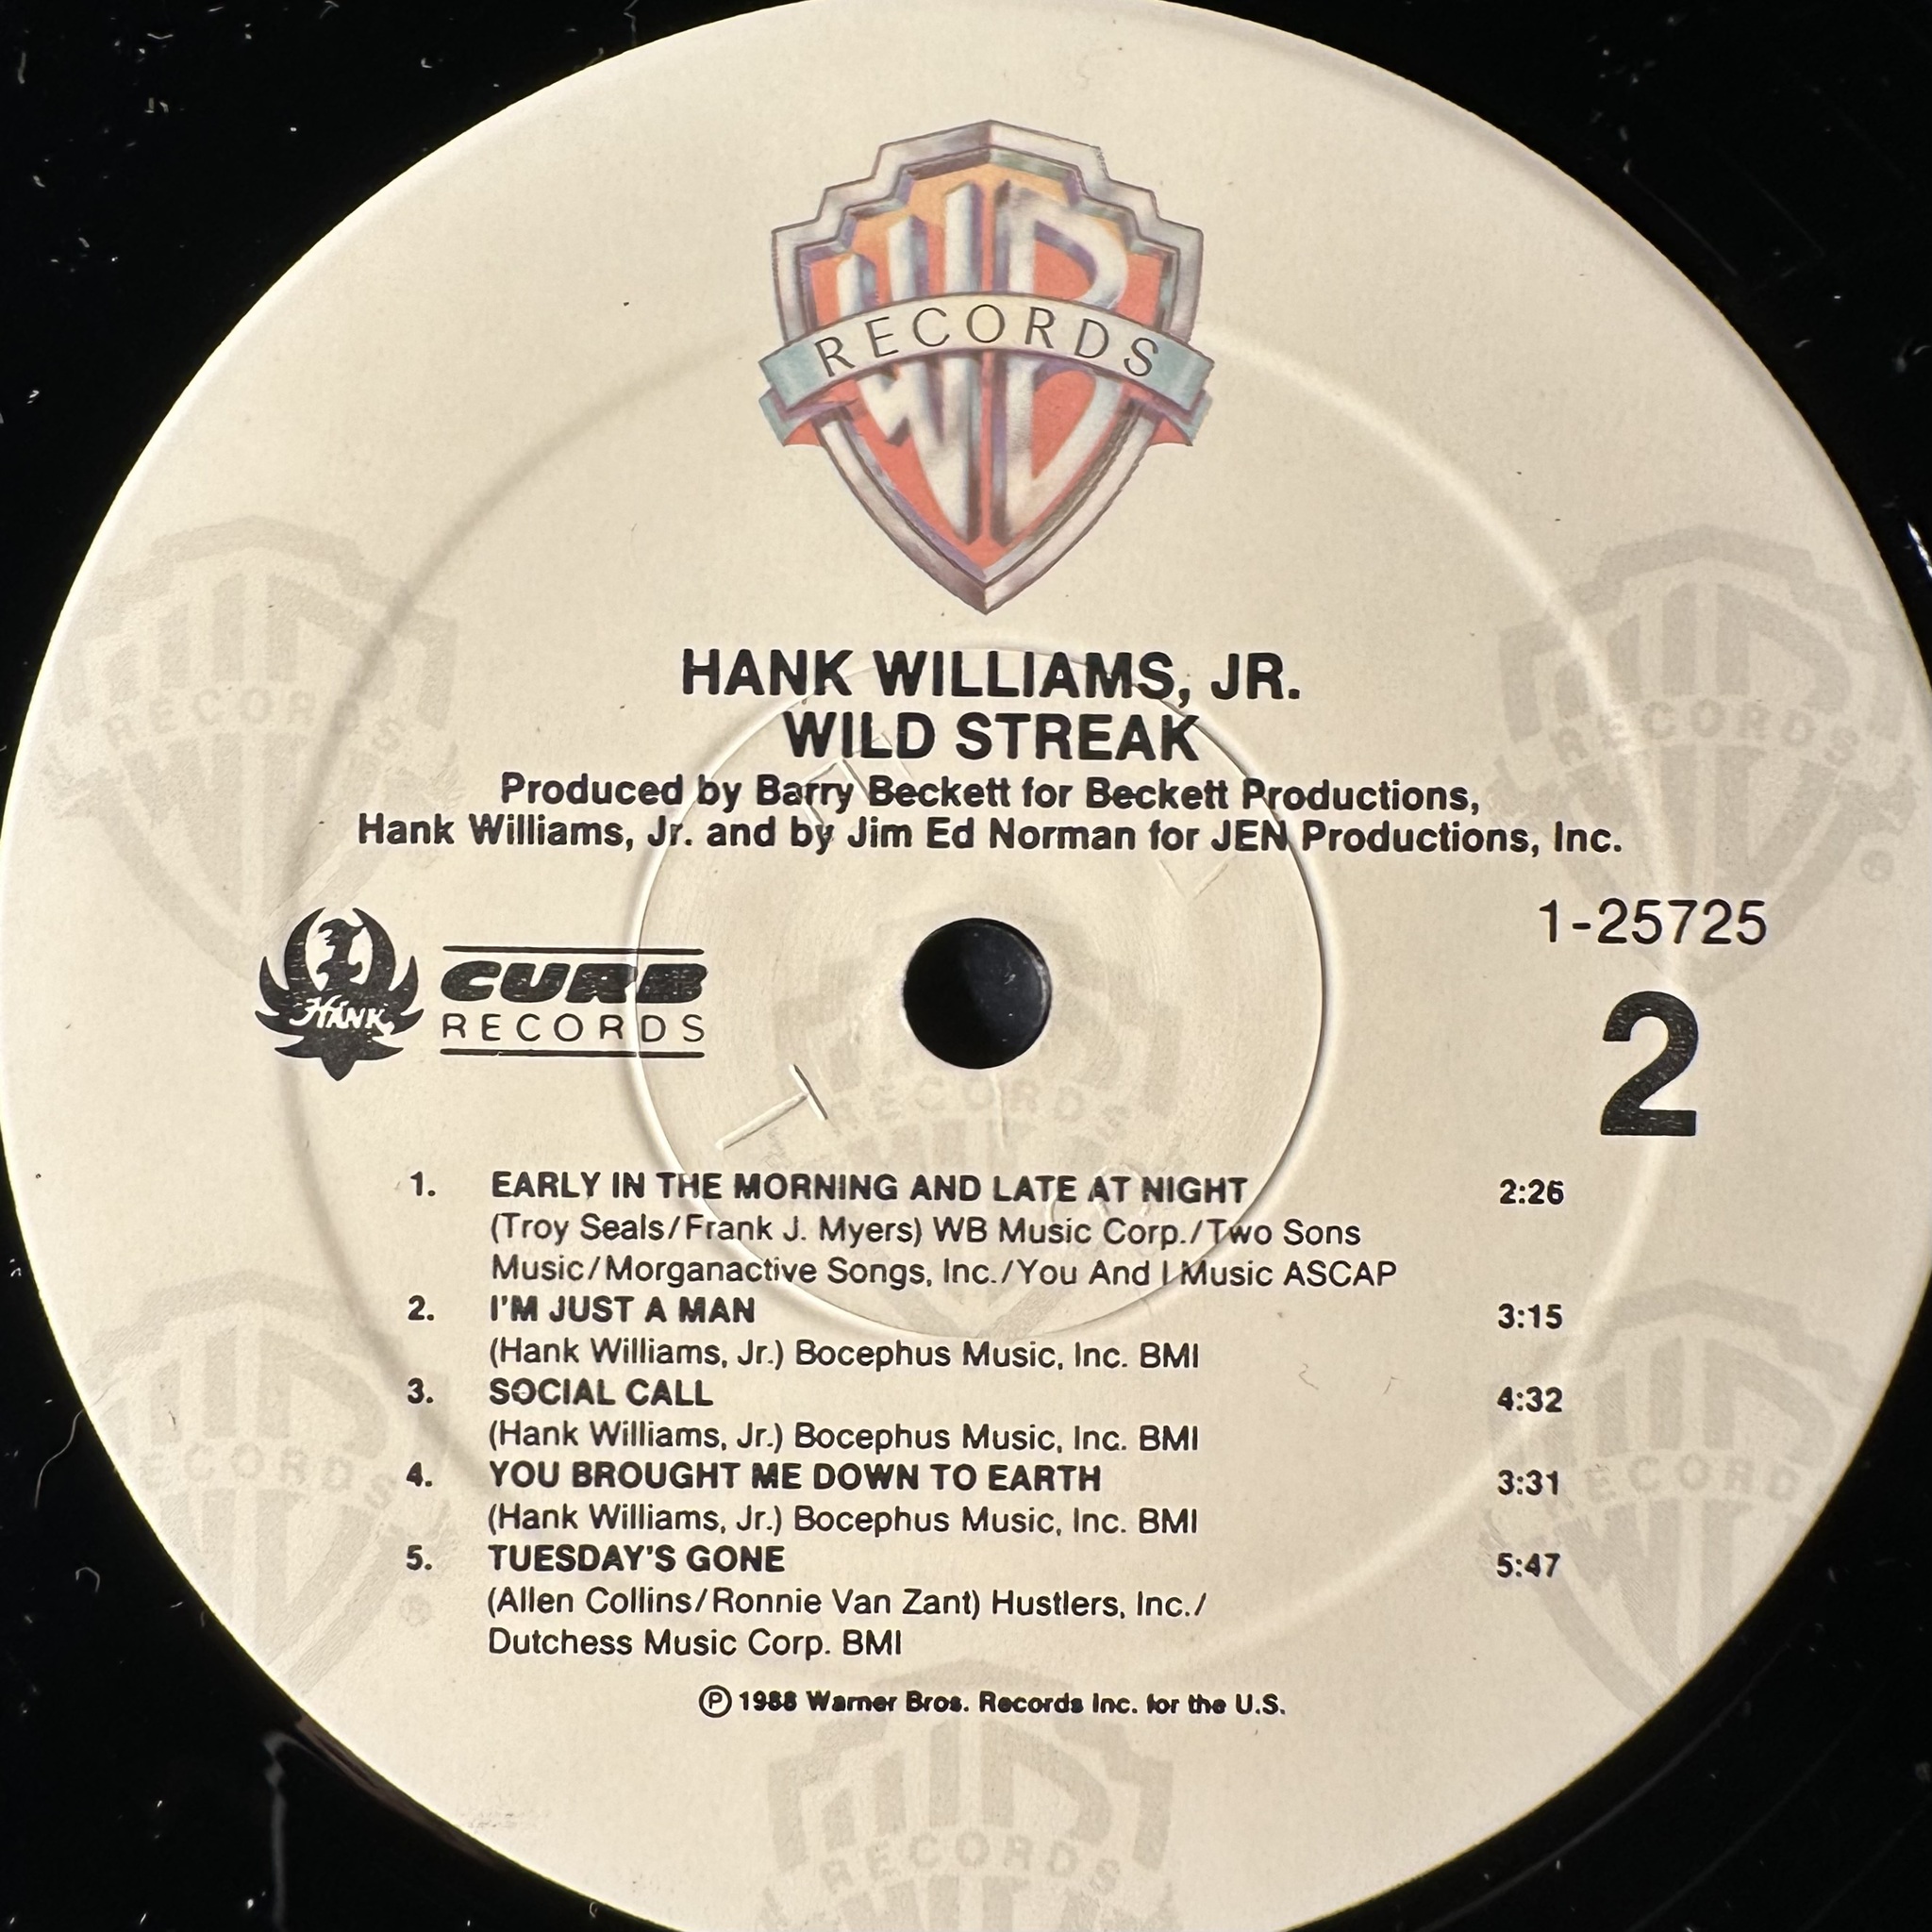 WB
RECORDS
HANK WILLIAMS, JR.
WILD STREAK
Produced by Barry Beckett for Beckett Productions,
Hank Williams, Jr. and by Jim Ed Norman for JEN Productions, Inc.
1-25725
HANK
CURB
RECORDS
2
1. EARLY IN THE MORNING AND LATE AT NIGHT 2:26
(Troy Seals/Frank J. Myers) WB Music Corp./Two Sons
Music/Morganactive Songs, Inc./You And I Music ASCAP
2. I'M JUST A MAN 3:15
(Hank Williams, Jr.) Bocephus Music, Inc. BMI
3. SOCIAL CALL 4:32
(Hank Williams, Jr.) Bocephus Music, Inc. BMI
4. YOU BROUGHT ME DOWN TO EARTH 3:31
(Hank Williams, Jr.) Bocephus Music, Inc. BMI
5. TUESDAY'S GONE 5:47
(Allen Collins/Ronnie Van Zant) Hustlers, Inc./
Dutchess Music Corp. BMI
℗ 1988 Warner Bros. Records Inc. for the U.S.